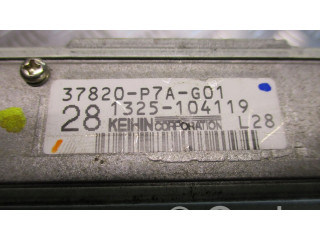 37820-P7A-G01
28 1325-104119
KEIHIN CORPORATION L28